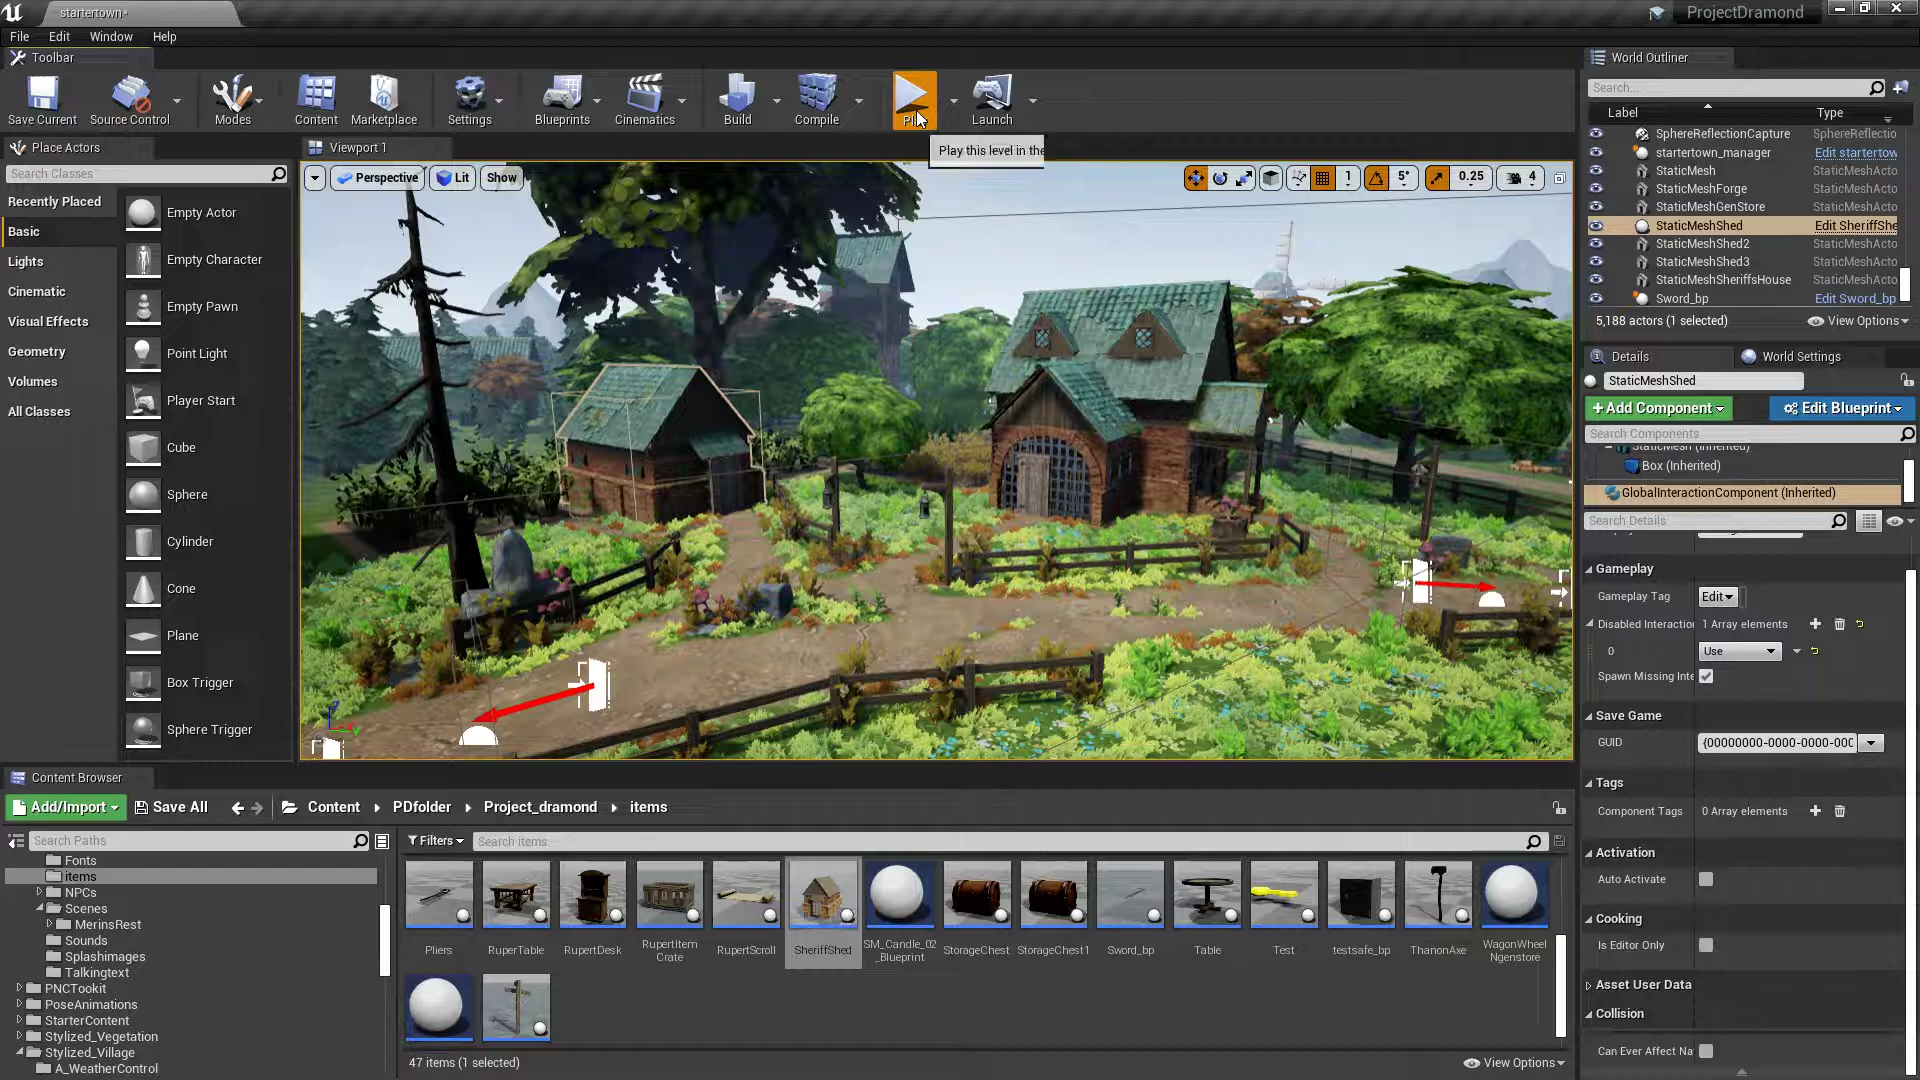 startertown*
ProjectDramond
File
Edit
Window
Help
Toolbar
Save Current
Source Control
Modes
Content
Marketplace
Settings
Blueprints
Cinematics
Build
Compile
Launch
Play this level in the
Place Actors
Search Classes
Recently Placed
Basic
Lights
Cinematic
Visual Effects
Geometry
Volumes
All Classes
Empty Actor
Empty Character
Empty Pawn
Point Light
Player Start
Cube
Sphere
Cylinder
Cone
Plane
Box Trigger
Sphere Trigger
Viewport 1
Perspective
Lit
Show
1
5°
0.25
4
World Outliner
Search...
Label
Type
SphereReflectionCapture SphereReflectio
startertown_manager Edit startertow
StaticMesh StaticMeshActo
StaticMeshForge StaticMeshActo
StaticMeshGenStore StaticMeshActo
StaticMeshShed Edit SheriffShe
StaticMeshShed2 StaticMeshActo
StaticMeshShed3 StaticMeshActo
StaticMeshSheriffsHouse StaticMeshActo
Sword_bp Edit Sword_bp
5,188 actors (1 selected)
View Options
Details
World Settings
StaticMeshShed
+Add Component
Edit Blueprint
Search Components
StaticMesh (Inherited)
Box (Inherited)
GlobalInteractionComponent (Inherited)
Search Details
Gameplay
Gameplay Tag
Edit
Disabled Interaction
1 Array elements
0
Use
Spawn Missing Inte
Save Game
GUID
{00000000-0000-0000-000
Tags
Component Tags
0 Array elements
Activation
Auto Activate
Cooking
Is Editor Only
Asset User Data
Collision
Can Ever Affect Na
Content Browser
Add/Import
Save All
Content
PDfolder
Project_dramond
items
Search Paths
Filters
Search items
Fonts
items
NPCs
Scenes
MerinsRest
Sounds
Splashimages
Talkingtext
PNCTookit
PoseAnimations
StarterContent
Stylized_Vegetation
Stylized_Village
A_WeatherControl
Pliers
RuperTable
RupertDesk
RupertItem
Crate
RupertScroll
SheriffShed
SM_Candle_02
_Blueprint
StorageChest
StorageChest1
Sword_bp
Table
Test
testsafe_bp
ThanonAxe
WagonWheel
Ngenstore
47 items (1 selected)
View Options